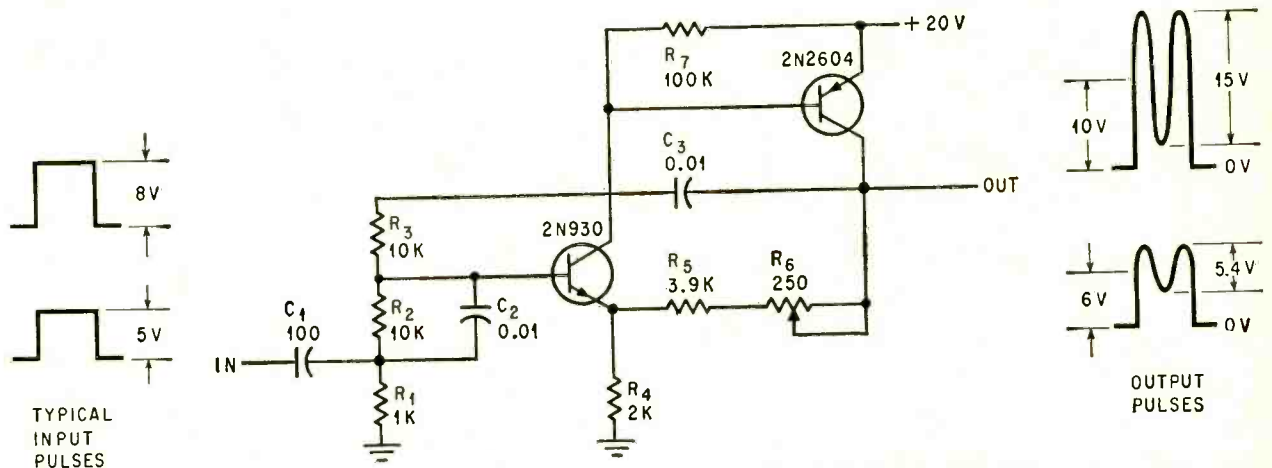 +20V
R7
100K
2N2604
15V
10V
0V
8V
C3
0.01
OUT
R3
10K
2N930
R5
3.9K
R6
250
5.4V
6V
0V
5V
C1
100
R2
10K
C2
0.01
IN
R1
1K
R4
2K
TYPICAL
INPUT
PULSES
OUTPUT
PULSES